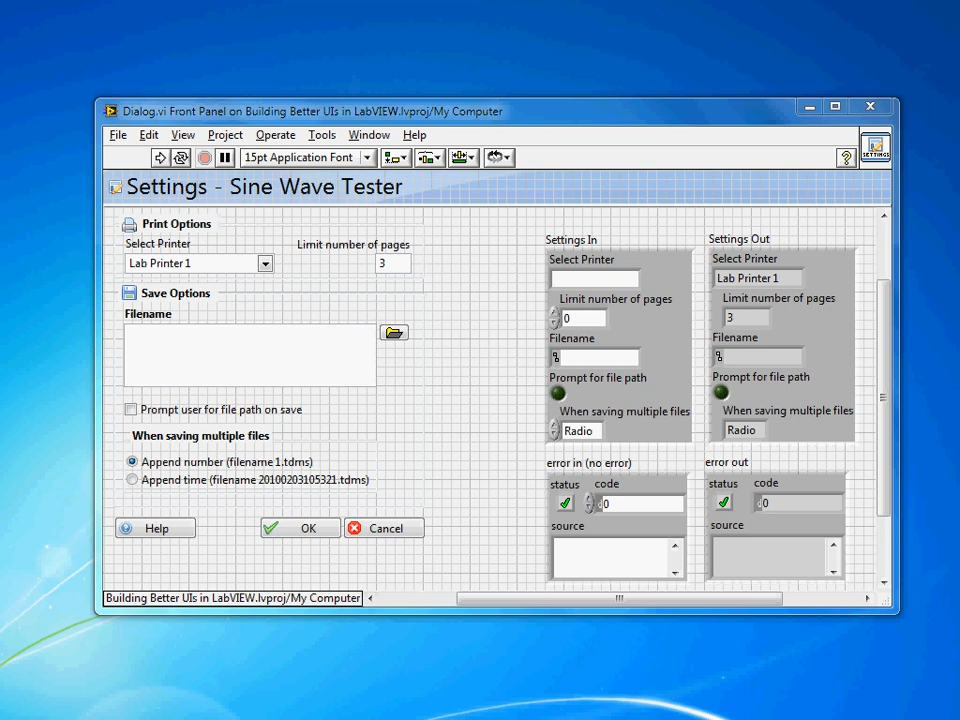 Dialog.vi Front Panel on Building Better UIs in LabVIEW.lvproj/My Computer
File Edit View Project Operate Tools Window Help
15pt Application Font
?
SETTINGS
Settings - Sine Wave Tester
Print Options
Select Printer
Limit number of pages
Lab Printer 1
3
Save Options
Filename
Prompt user for file path on save
When saving multiple files
Append number (filename 1.tdms)
Append time (filename 20100203105321.tdms)
Help
OK
Cancel
Settings In
Select Printer
Limit number of pages
0
Filename
Prompt for file path
When saving multiple files
Radio
error in (no error)
status code
d0
source
Settings Out
Select Printer
Lab Printer 1
Limit number of pages
3
Filename
Prompt for file path
When saving multiple files
Radio
error out
status code
d0
source
Building Better UIs in LabVIEW.lvproj/My Computer